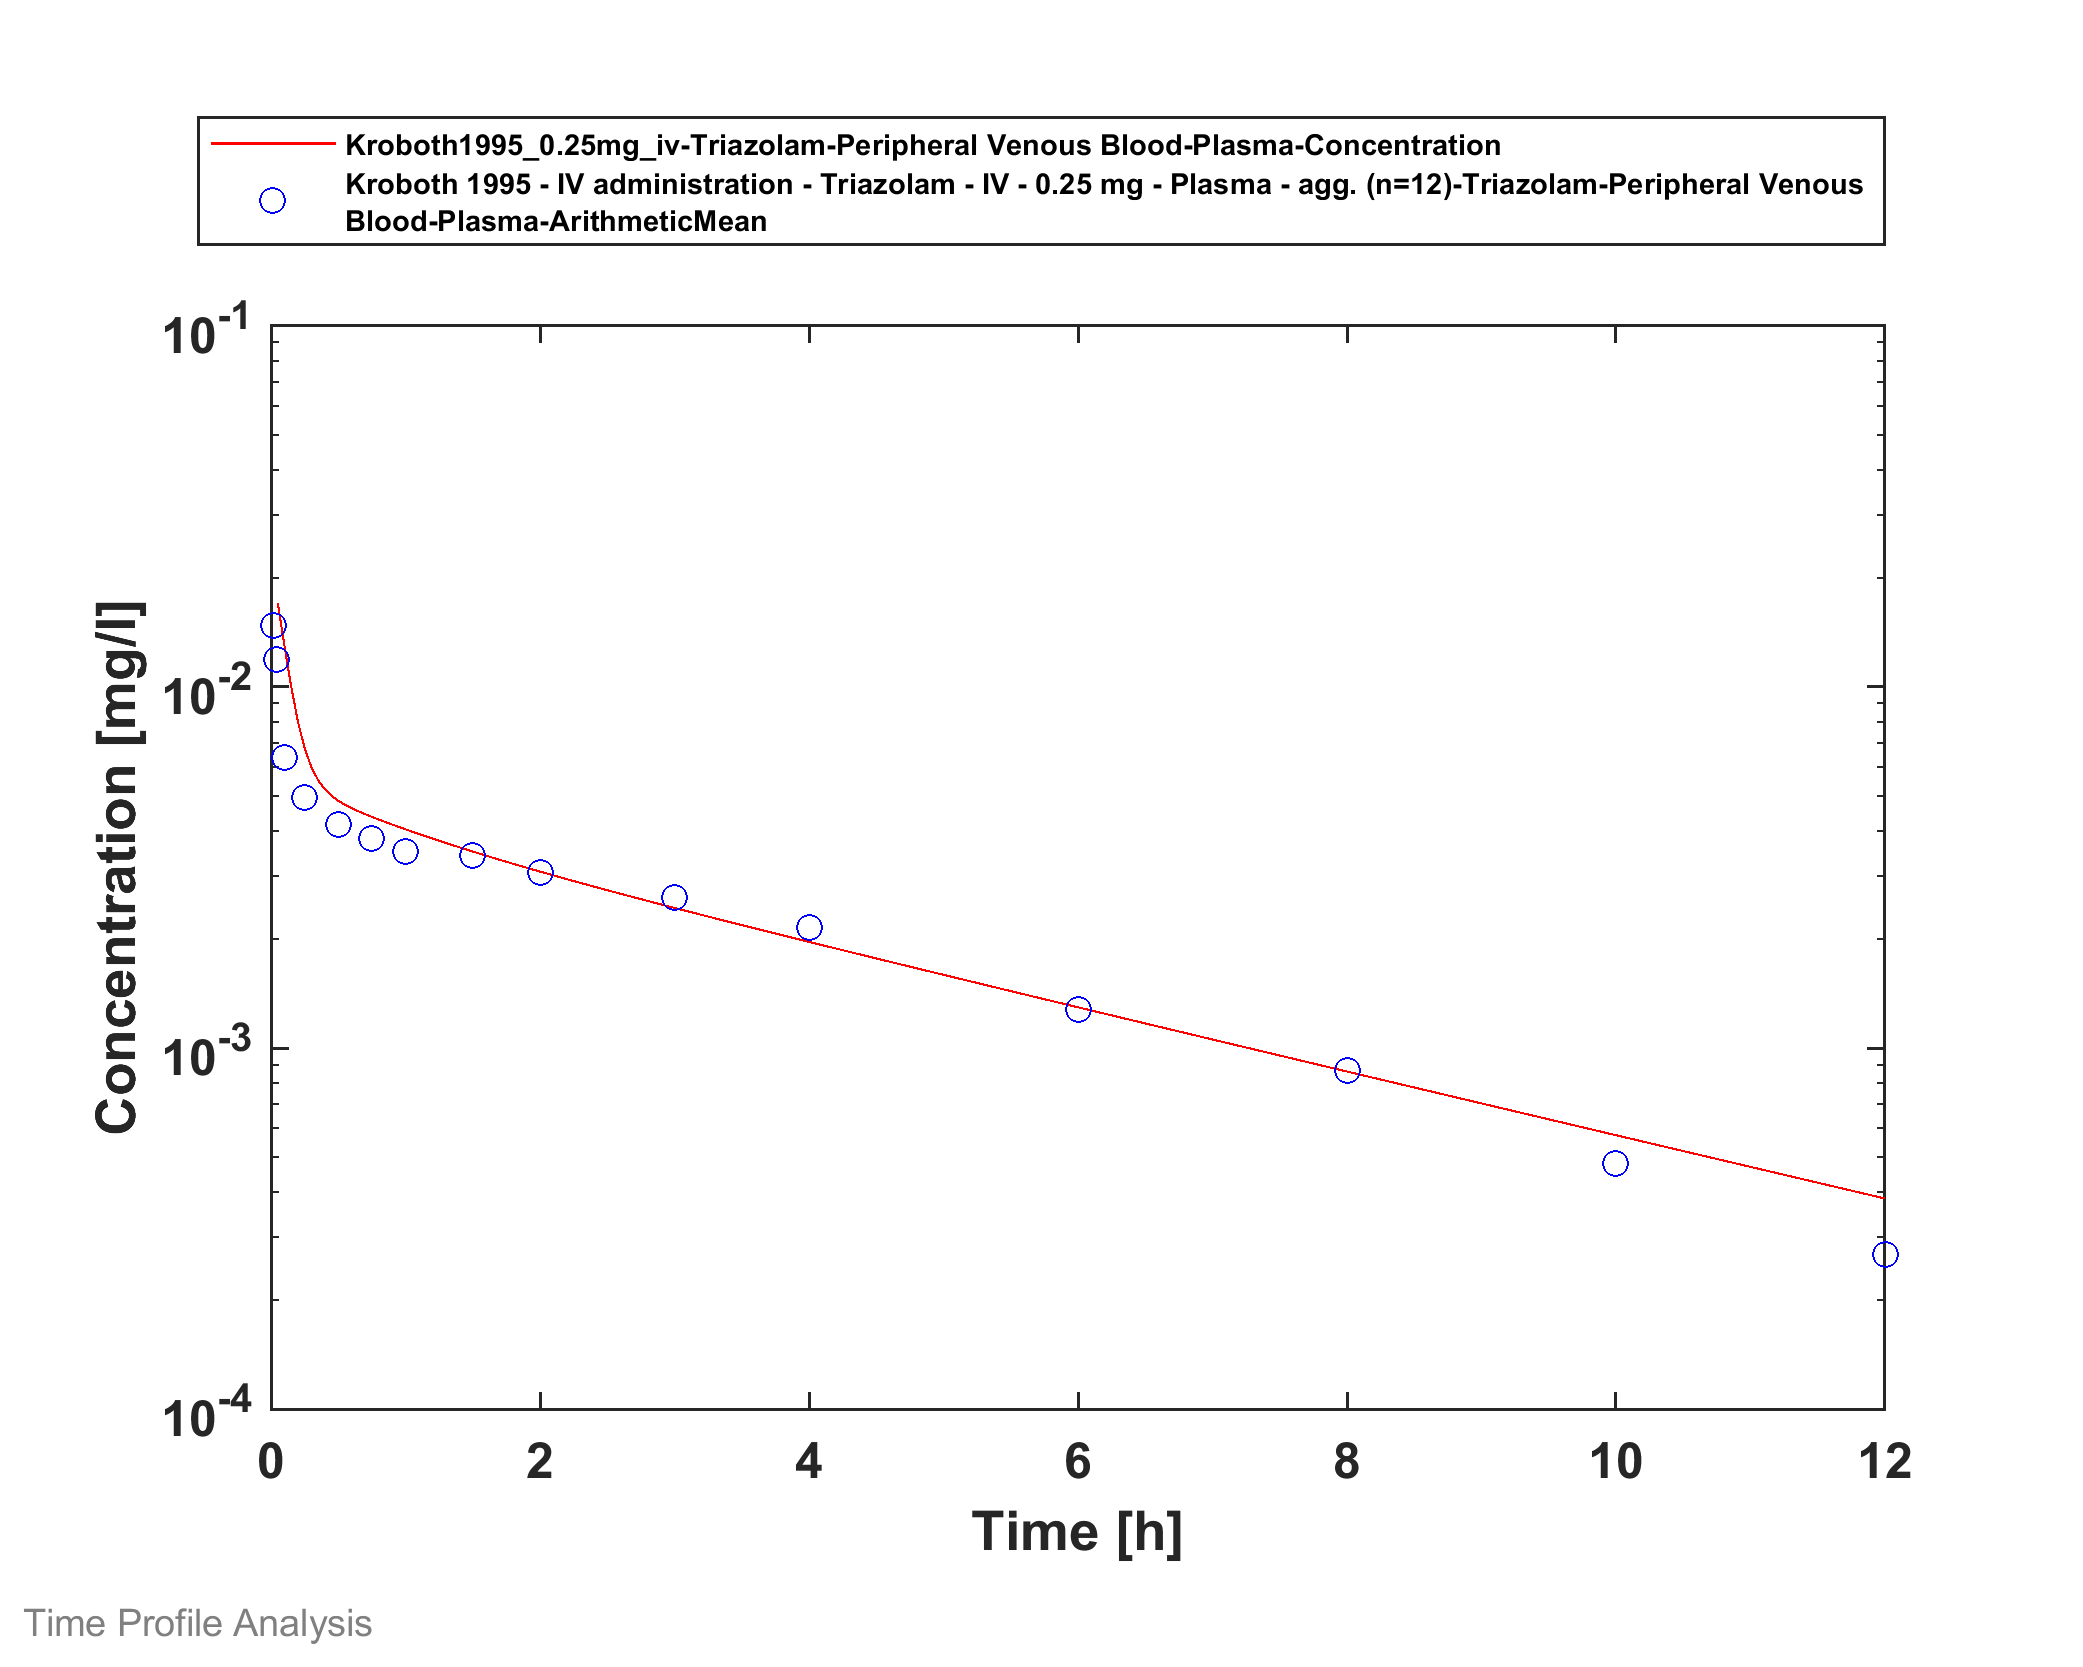 Kroboth1995_0.25mg_iv-Triazolam-Peripheral Venous Blood-Plasma-Concentration
Kroboth 1995 - IV administration - Triazolam - IV - 0.25 mg - Plasma - agg. (n=12)-Triazolam-Peripheral Venous
Blood-Plasma-ArithmeticMean
10^-1
10^-2
10^-3
10^-4
Concentration [mg/l]
0 2 4 6 8 10 12
Time [h]
Time Profile Analysis